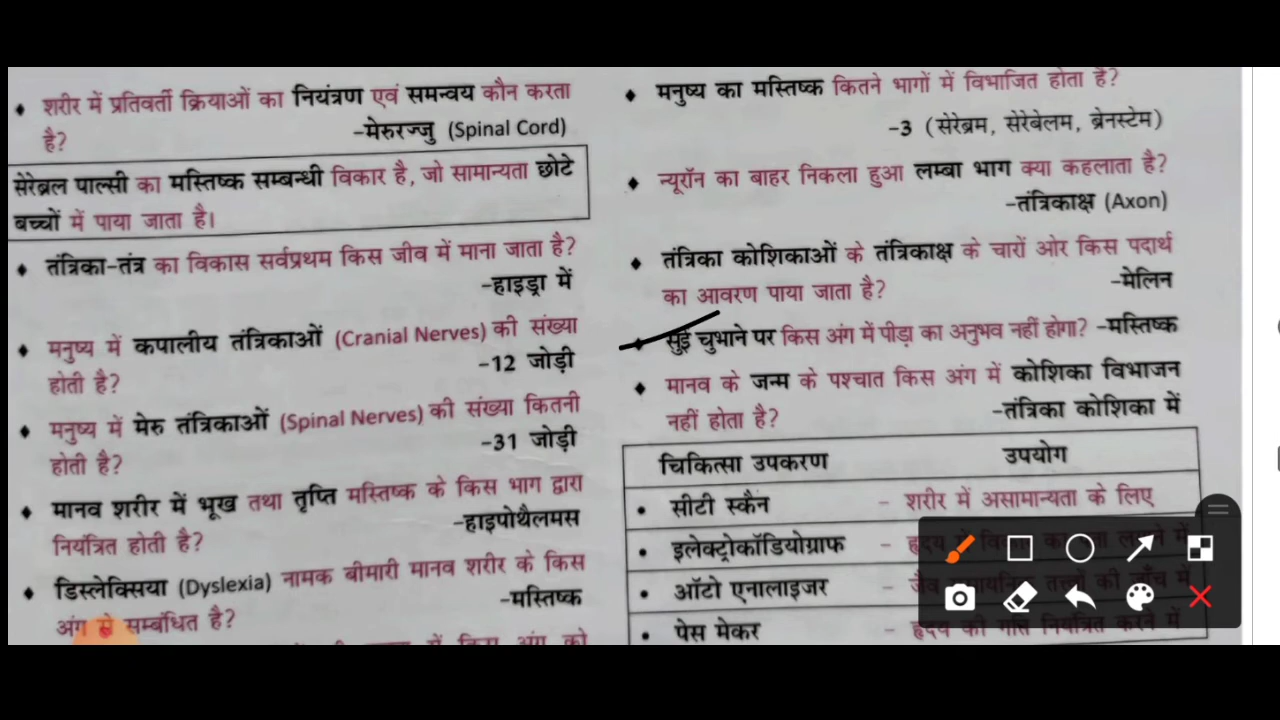 शरीर में प्रतिवर्ती क्रियाओं का नियंत्रण एवं समन्वय कौन करता
है? -मेरुरज्जु (Spinal Cord)
सेरेब्रल पाल्सी का मस्तिष्क सम्बन्धी विकार है, जो सामान्यता छोटे
बच्चों में पाया जाता है।
तंत्रिका-तंत्र का विकास सर्वप्रथम किस जीव में माना जाता है?
-हाइड्रा में
मनुष्य में कपालीय तंत्रिकाओं (Cranial Nerves) की संख्या
होती है? -12 जोड़ी
मनुष्य में मेरु तंत्रिकाओं (Spinal Nerves) की संख्या कितनी
होती है? -31 जोड़ी
मानव शरीर में भूख तथा तृप्ति मस्तिष्क के किस भाग द्वारा
नियंत्रित होती है? -हाइपोथैलमस
डिस्लेक्सिया (Dyslexia) नामक बीमारी मानव शरीर के किस
अंग से सम्बंधित है? -मस्तिष्क
में किस अंग को
मनुष्य का मस्तिष्क कितने भागों में विभाजित होता है?
-3 (सेरेब्रम, सेरेबेलम, ब्रेनस्टेम)
न्यूरॉन का बाहर निकला हुआ लम्बा भाग क्या कहलाता है?
-तंत्रिकाक्ष (Axon)
तंत्रिका कोशिकाओं के तंत्रिकाक्ष के चारों ओर किस पदार्थ
का आवरण पाया जाता है? -मेलिन
सुई चुभाने पर किस अंग में पीड़ा का अनुभव नहीं होगा? -मस्तिष्क
मानव के जन्म के पश्चात किस अंग में कोशिका विभाजन
नहीं होता है? -तंत्रिका कोशिका में
चिकित्सा उपकरण उपयोग
सीटी स्कैन - शरीर में असामान्यता के लिए
इलेक्ट्रोकॉडियोग्राफ - हृदय में
ऑटो एनालाइजर - जैव की जाँच में
पेस मेकर - हृदय की गति नियंत्रित करने में